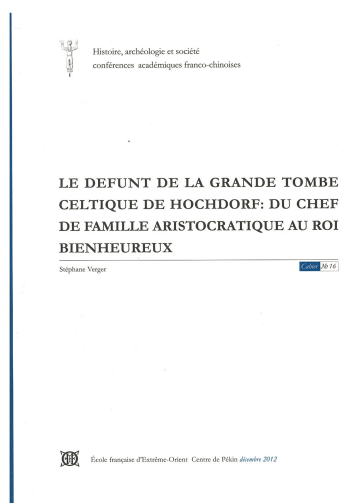 Histoire, archéologie et société
conférences académiques franco-chinoises
LE DEFUNT DE LA GRANDE TOMBE
CELTIQUE DE HOCHDORF: DU CHEF
DE FAMILLE ARISTOCRATIQUE AU ROI
BIENHEUREUX
Stéphane Verger
Cahier № 16
École française d'Extrême-Orient Centre de Pékin décembre 2012